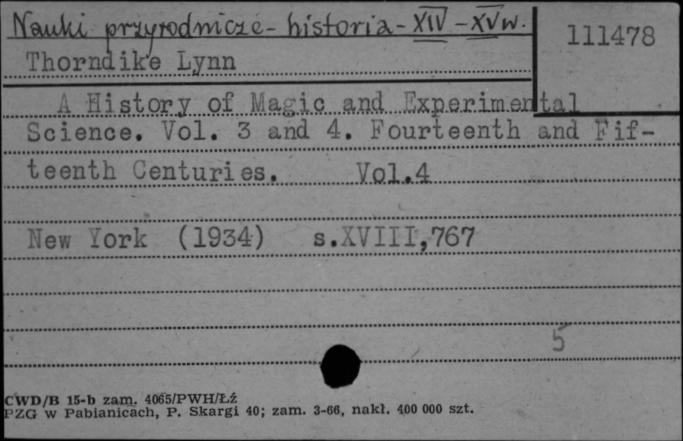 Nauki przyrodnicze - historia - XIV - XV w.
111478
Thorndike Lynn
A History of Magic and Experimental
Science. Vol. 3 and 4. Fourteenth and Fif-
teenth Centuries. Vol.4
New York (1934) s.XVIII,767
5
CWD/B 15-b zam. 4065/PWH/Łź
PZG w Pabianicach, P. Skargi 40; zam. 3-66, nakł. 400 000 szt.